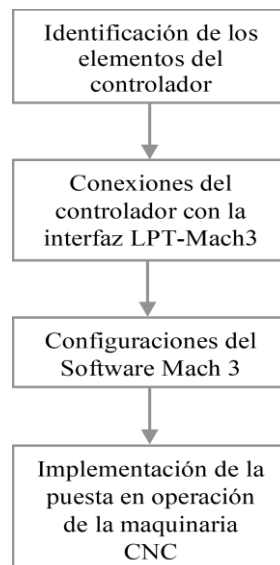 Identificación de los
elementos del
controlador
Conexiones del
controlador con la
interfaz LPT-Mach3
Configuraciones del
Software Mach 3
Implementación de la
puesta en operación
de la maquinaria
CNC